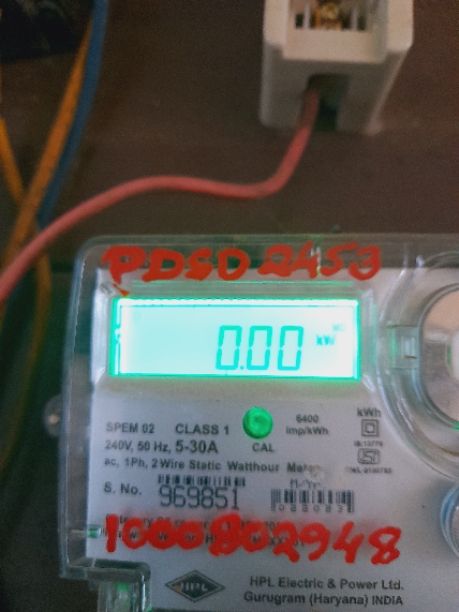 PDSD 2453
0.00 kW
SPEM 02 CLASS 1 6400 imp/kWh kWh
240V, 50 Hz, 5-30A CAL
ac, 1Ph, 2 Wire Static Watthour Meter
S. No. 969851
1000802948
HPL
HPL Electric & Power Ltd.
Gurugram (Haryana) INDIA